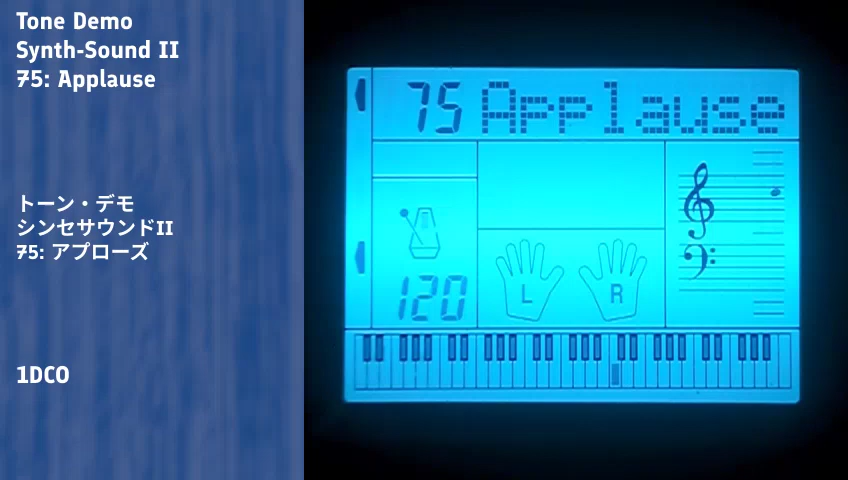 Tone Demo
Synth-Sound II
75: Applause
トーン・デモ
シンセサウンドII
75: アプローズ
1DCO
75 Applause
120
L R